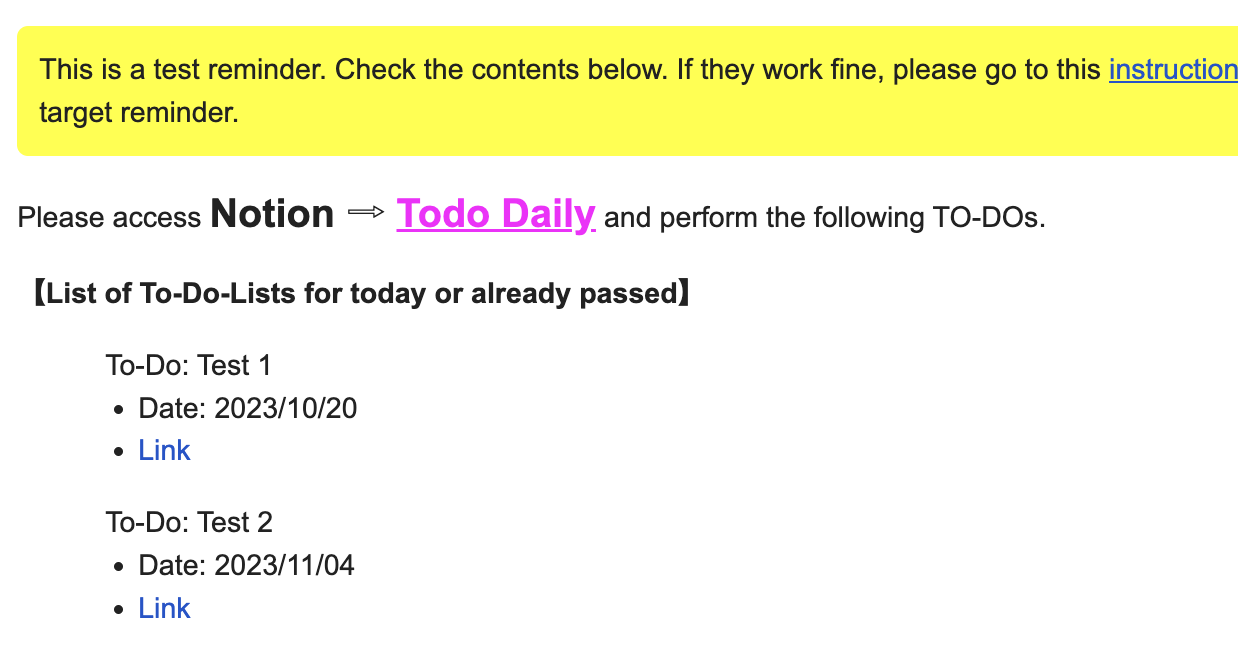 This is a test reminder. Check the contents below. If they work fine, please go to this instruction
target reminder.
Please access Notion ⇒ Todo Daily and perform the following TO-DOs.
【List of To-Do-Lists for today or already passed】
To-Do: Test 1
• Date: 2023/10/20
• Link
To-Do: Test 2
• Date: 2023/11/04
• Link